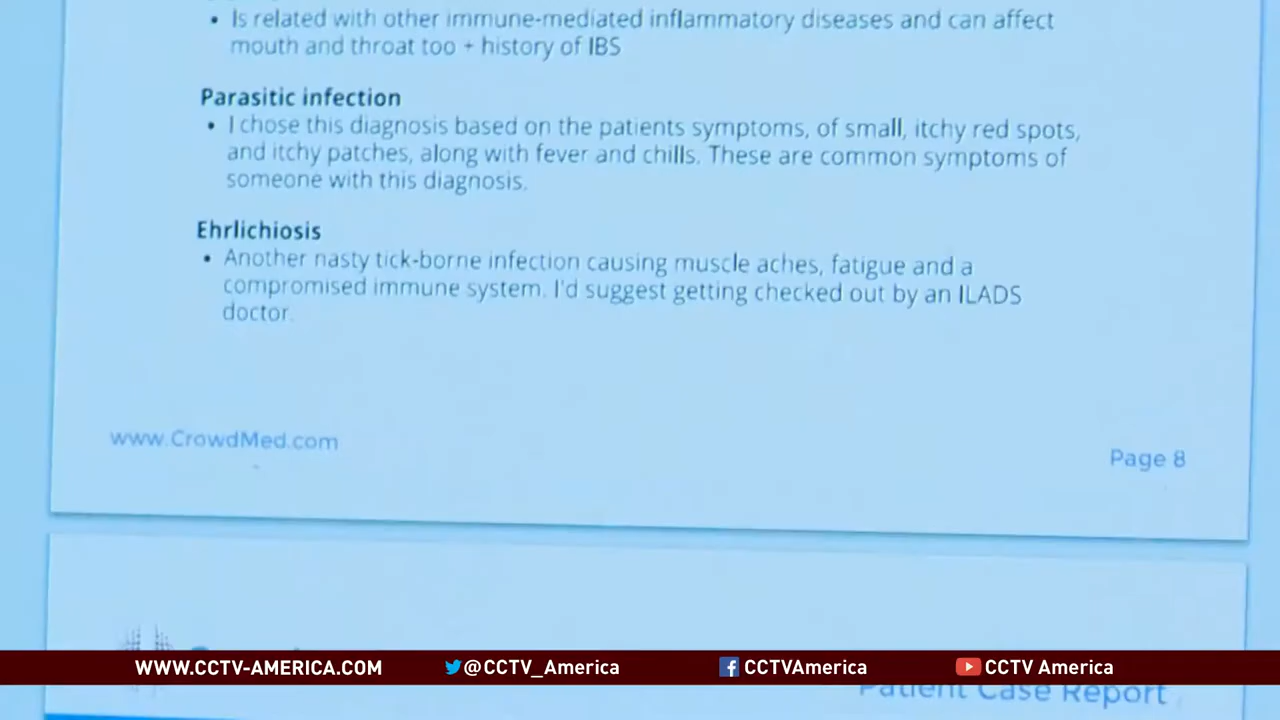 • Is related with other immune-mediated inflammatory diseases and can affect
mouth and throat too + history of IBS
Parasitic infection
• I chose this diagnosis based on the patients symptoms, of small, itchy red spots,
and itchy patches, along with fever and chills. These are common symptoms of
someone with this diagnosis.
Ehrlichiosis
• Another nasty tick-borne infection causing muscle aches, fatigue and a
compromised immune system. I'd suggest getting checked out by an ILADS
doctor.
www.CrowdMed.com
Page 8
WWW.CCTV-AMERICA.COM @CCTV_America CCTVAmerica CCTV America
Patient Case Report